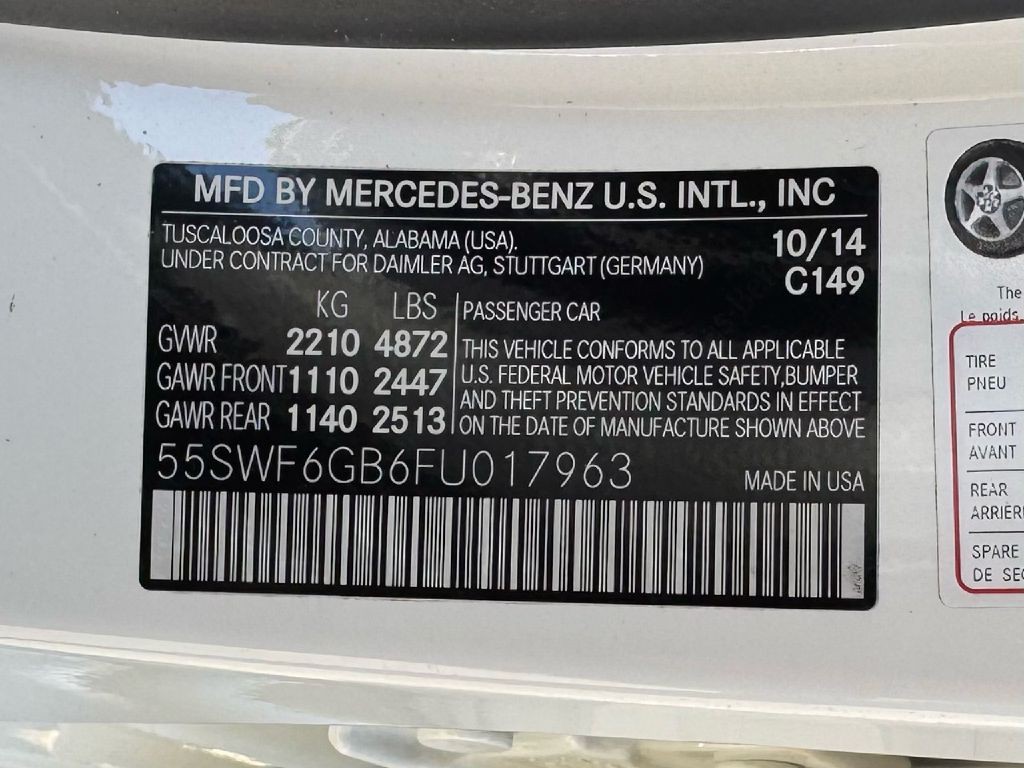 MFD BY MERCEDES-BENZ U.S. INTL., INC
TUSCALOOSA COUNTY, ALABAMA (USA).
UNDER CONTRACT FOR DAIMLER AG, STUTTGART (GERMANY)
10/14
C149
KG LBS
GVWR 2210 4872
GAWR FRONT 1110 2447
GAWR REAR 1140 2513
PASSENGER CAR
THIS VEHICLE CONFORMS TO ALL APPLICABLE
U.S. FEDERAL MOTOR VEHICLE SAFETY,BUMPER
AND THEFT PREVENTION STANDARDS IN EFFECT
ON THE DATE OF MANUFACTURE SHOWN ABOVE
55SWF6GB6FU017963
MADE IN USA
The
Le poids
TIRE
PNEU
FRONT
AVANT
REAR
SPARE
DE